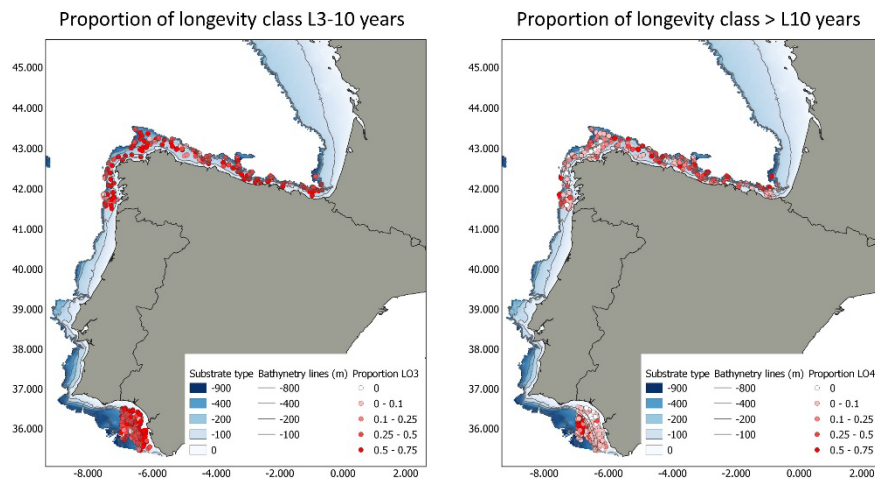 Proportion of longevity class L3-10 years
45.000
44.000
43.000
42.000
41.000
40.000
39.000
38.000
37.000
36.000
-8.000 -6.000 -4.000 -2.000 0.000 2.000
Substrate type Bathynetry lines (m) Proportion LO3
-900 -800 0
-400 -400 0 - 0.1
-200 -200 0.1 - 0.25
-100 -100 0.25 - 0.5
0 0.5 - 0.75
Proportion of longevity class > L10 years
45.000
44.000
43.000
42.000
41.000
40.000
39.000
38.000
37.000
36.000
-8.000 -6.000 -4.000 -2.000 0.000 2.000
Substrate type Bathynetry lines (m) Proportion LO4
-900 -800 0
-400 -400 0 - 0.1
-200 -200 0.1 - 0.25
-100 -100 0.25 - 0.5
0 0.5 - 0.75